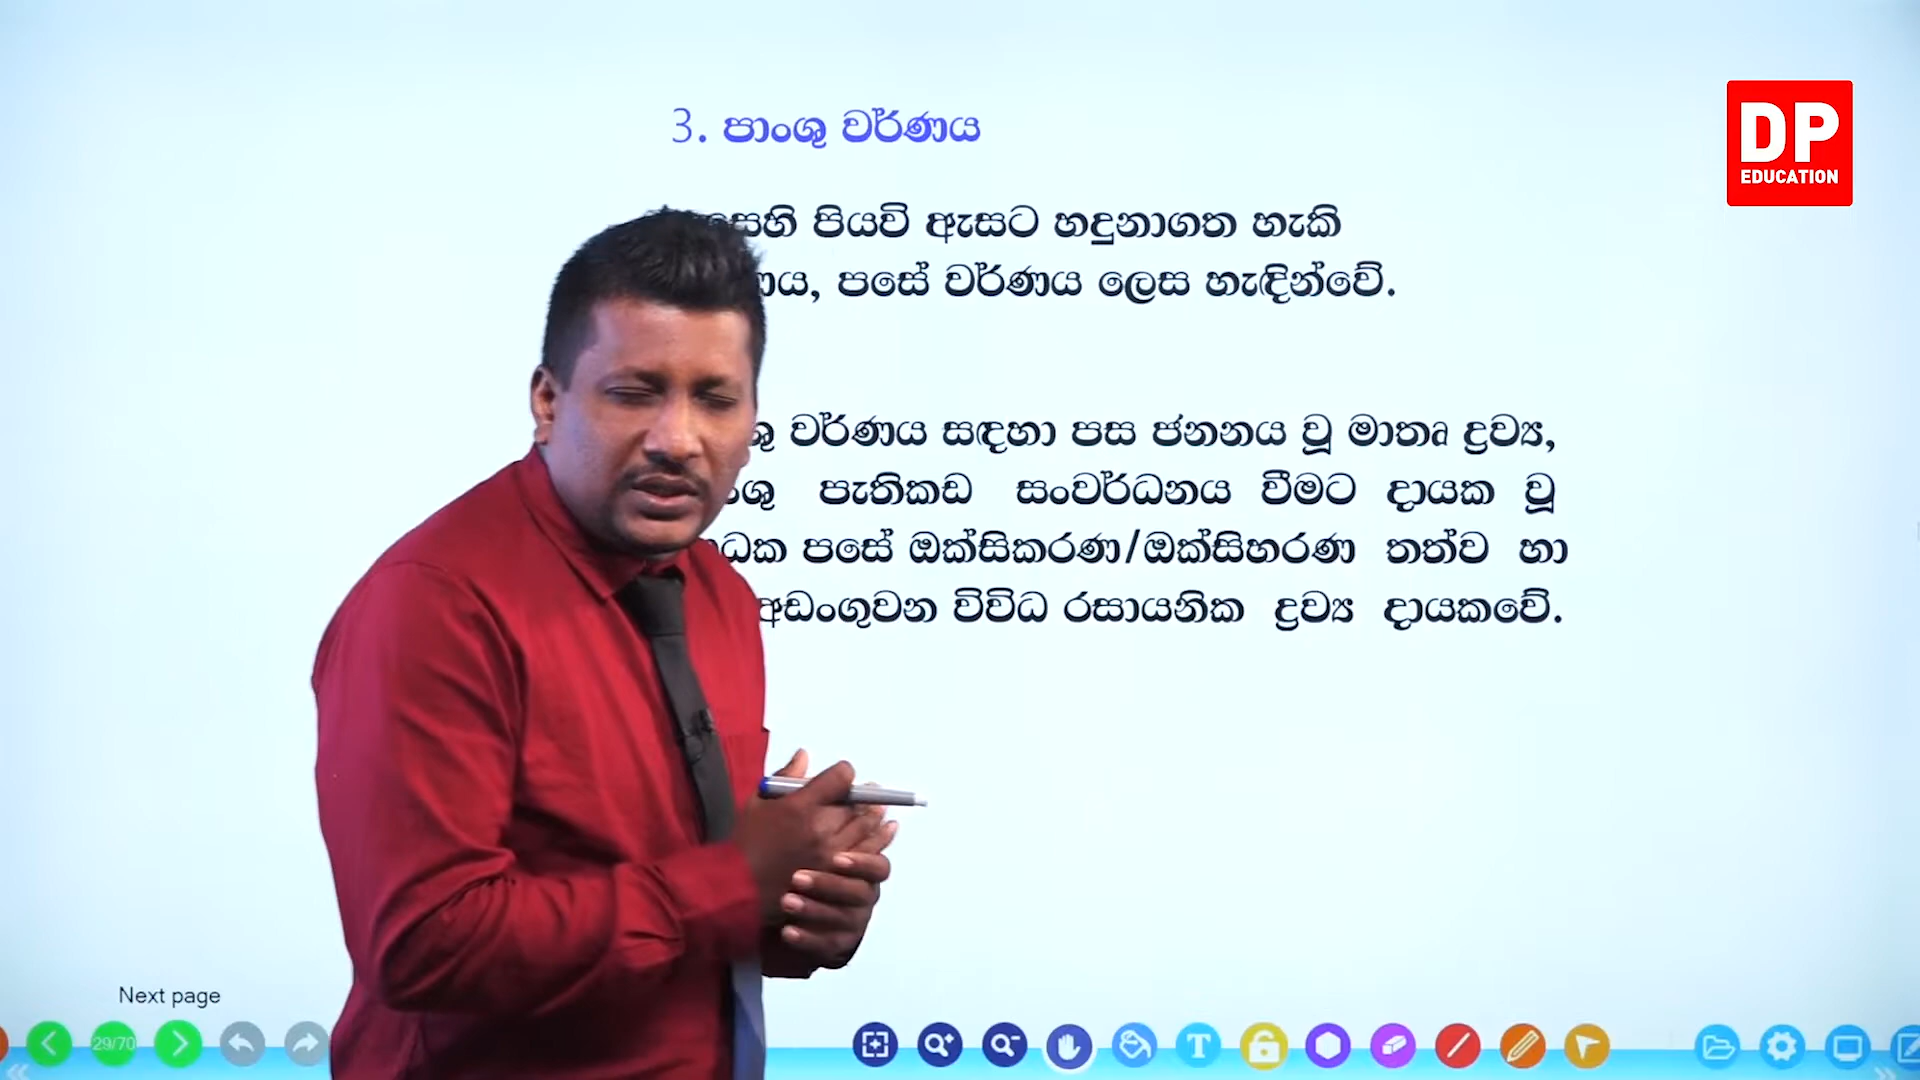 3. පාංශු වර්ණය
පියවි ඇසට හදුනාගත හැකි
පසේ වර්ණය ලෙස හැඳින්වේ.
වර්ණය සඳහා පස ජනනය වූ මාතෘ ද්‍රව්‍ය,
පැතිකඩ සංවර්ධනය වීමට දායක වූ
පසේ ඔක්සිකරණ/ඔක්සිහරණ තත්ව හා
අඩංගුවන විවිධ රසායනික ද්‍රව්‍ය දායකවේ.
DP
EDUCATION
Next page
29/70
T